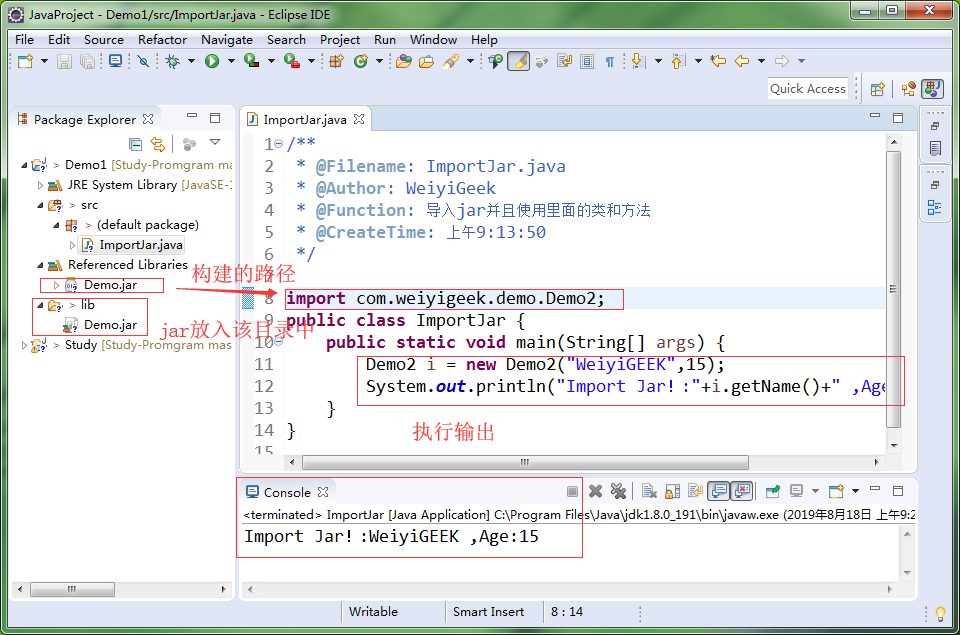 JavaProject - Demo1/src/ImportJar.java - Eclipse IDE
File Edit Source Refactor Navigate Search Project Run Window Help
Quick Access
Package Explorer
Demo1 [Study-Promgram ma
JRE System Library [JavaSE-1
> src
> (default package)
ImportJar.java
Referenced Libraries
Demo.jar
> lib
Demo.jar
> Study [Study-Promgram mas
构建的路径
jar放入该目录中
ImportJar.java
1 /**
2 * @Filename: ImportJar.java
3 * @Author: WeiyiGeek
4 * @Function: 导入jar并且使用里面的类和方法
5 * @CreateTime: 上午9:13:50
6 */
7
8 import com.weiyigeek.demo.Demo2;
9 public class ImportJar {
10 public static void main(String[] args) {
11 Demo2 i = new Demo2("WeiyiGEEK",15);
12 System.out.println("Import Jar!:"+i.getName()+" ,Age
13 }
14 }
15
执行输出
Console
<terminated> ImportJar [Java Application] C:\Program Files\Java\jdk1.8.0_191\bin\javaw.exe (2019年8月18日 上午9:2
Import Jar!:WeiyiGEEK ,Age:15
Writable Smart Insert 8 : 14